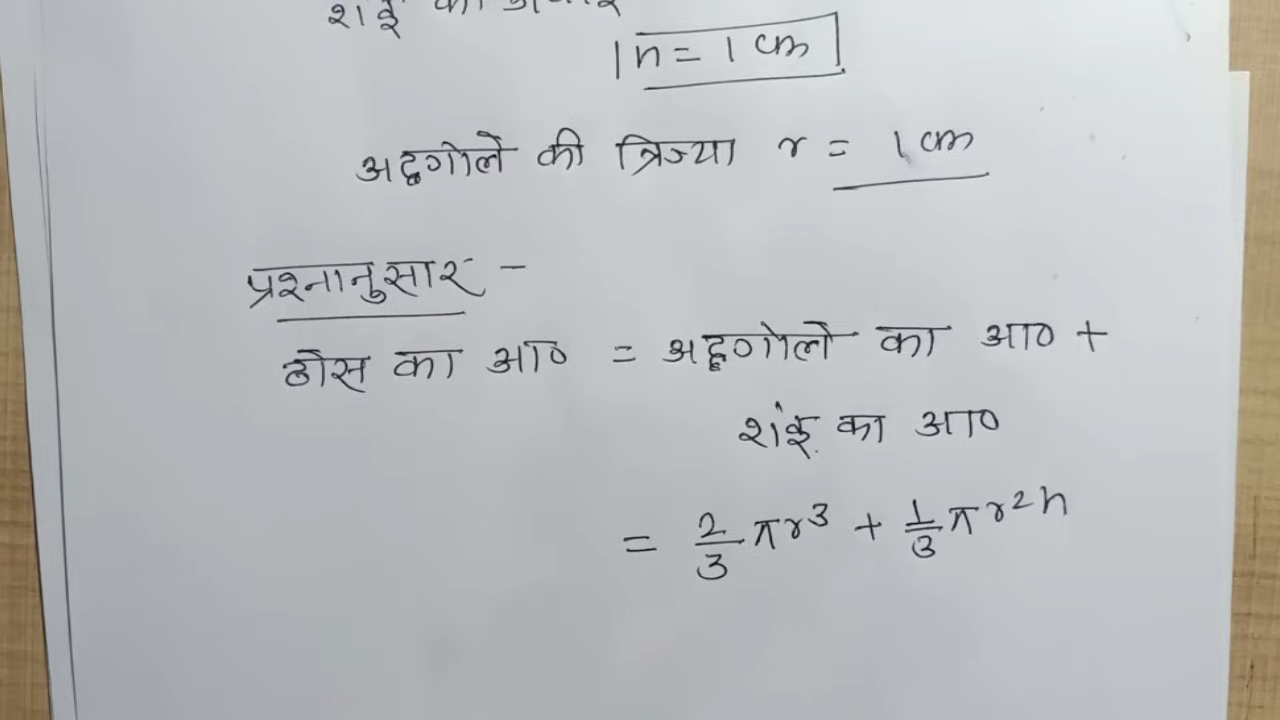 शंकु की
h = 1 cm
अर्द्धगोले की त्रिज्या r = 1 cm
प्रश्नानुसार -
ठोस का आ० = अर्द्धगोले का आ० +
शंकु का आ०
= 2/3 πr³ + 1/3 πr²h